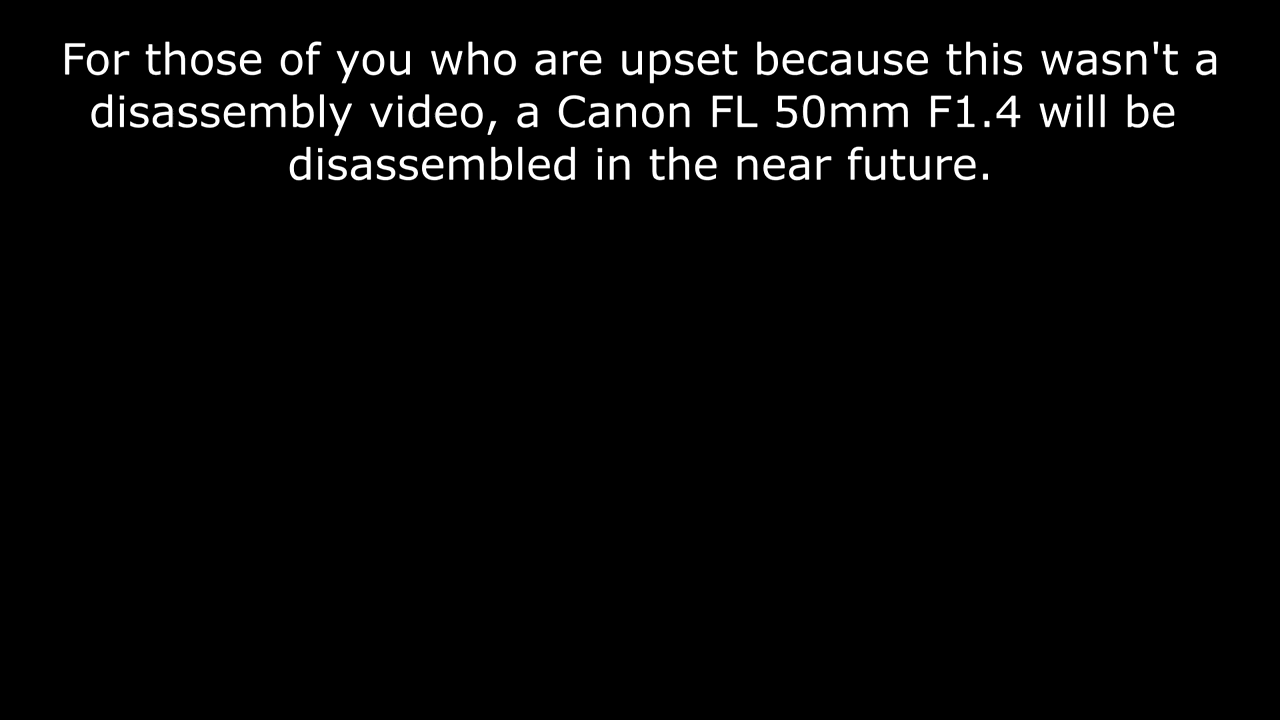 For those of you who are upset because this wasn't a
disassembly video, a Canon FL 50mm F1.4 will be
disassembled in the near future.